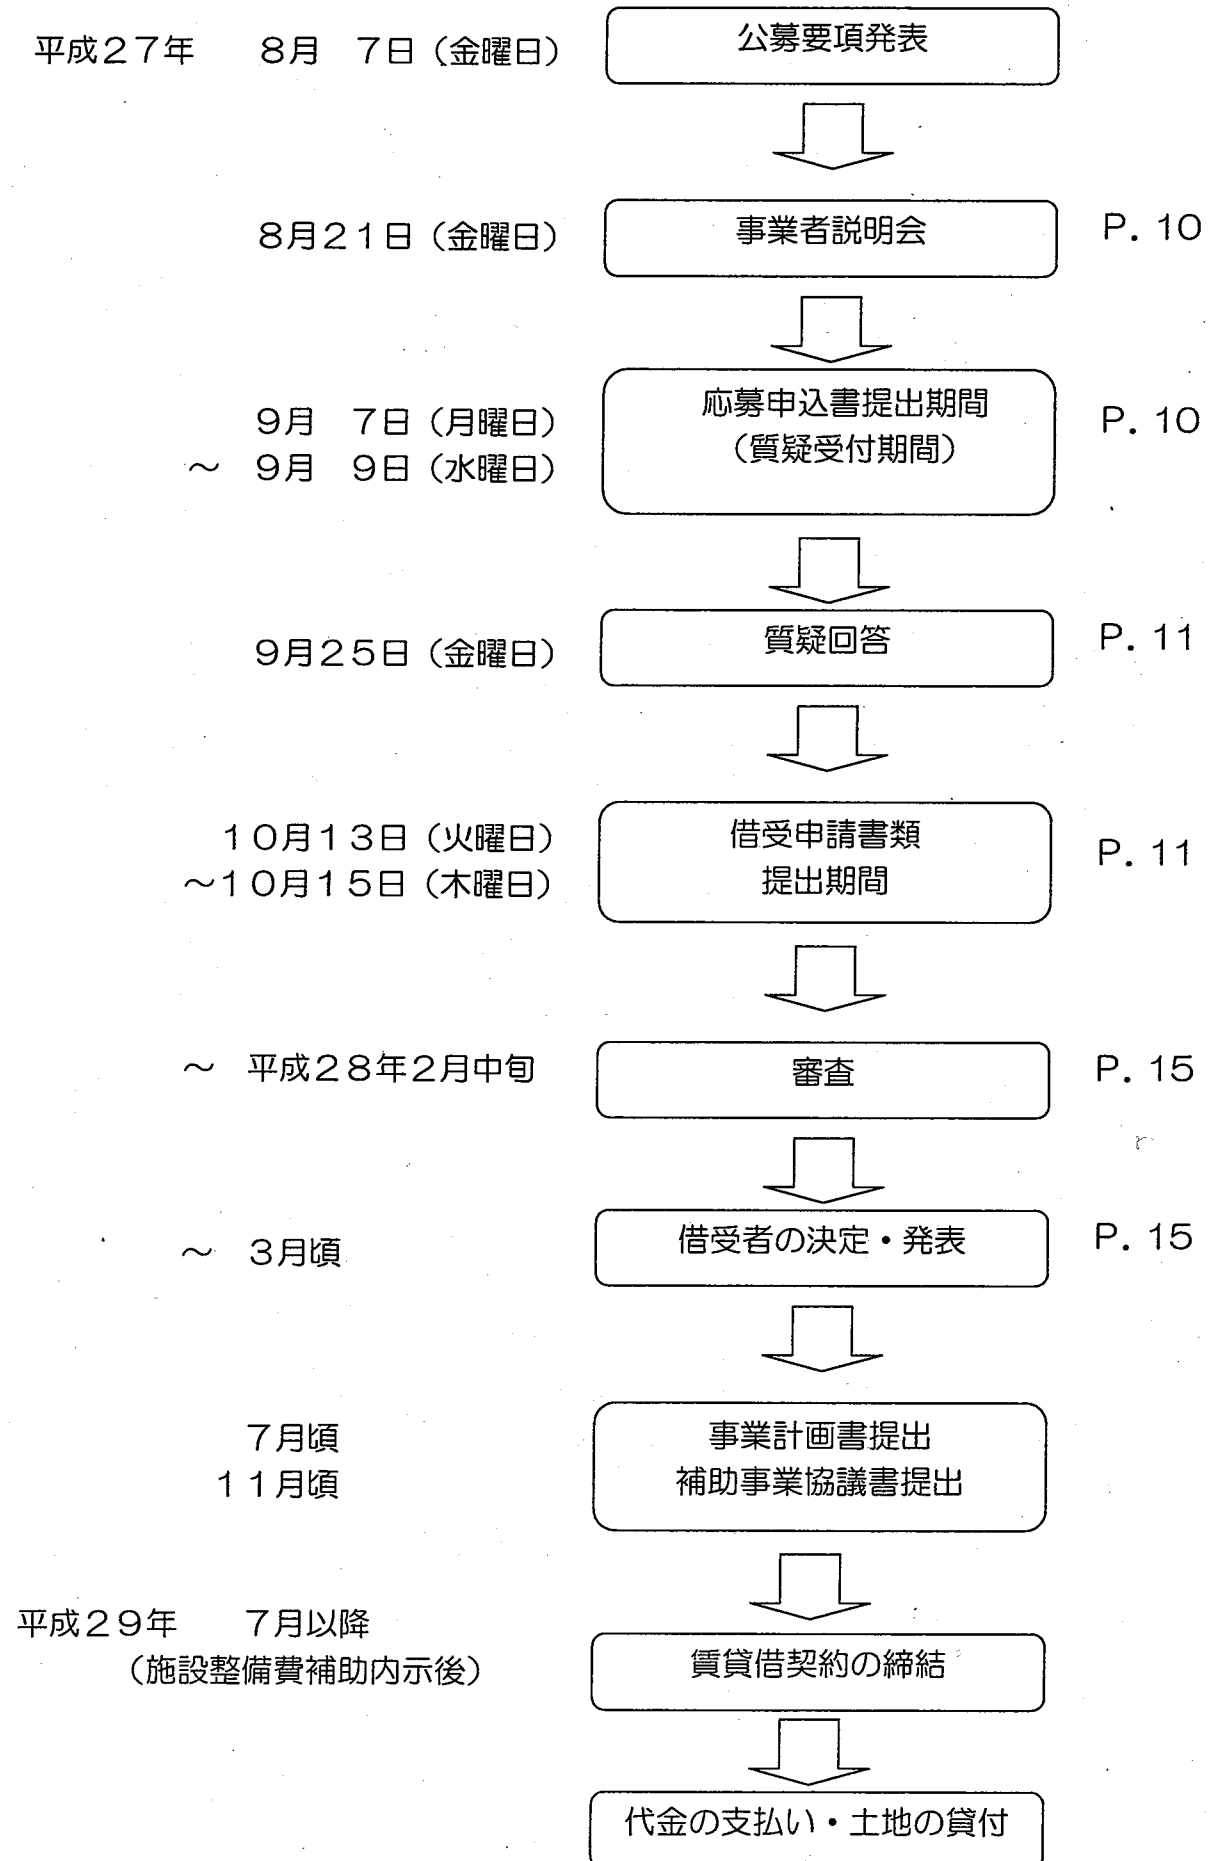 平成27年　8月　7日（金曜日）　公募要項発表
8月21日（金曜日）　事業者説明会　P．10
9月　7日（月曜日）　応募申込書提出期間　P．10
～　9月　9日（水曜日）　（質疑受付期間）
9月25日（金曜日）　質疑回答　P．11
10月13日（火曜日）　借受申請書類　P．11
～10月15日（木曜日）　提出期間
～　平成28年2月中旬　審査　P．15
～　3月頃　借受者の決定・発表　P．15
7月頃　事業計画書提出
11月頃　補助事業協議書提出
平成29年　7月以降
（施設整備費補助内示後）　賃貸借契約の締結
代金の支払い・土地の貸付